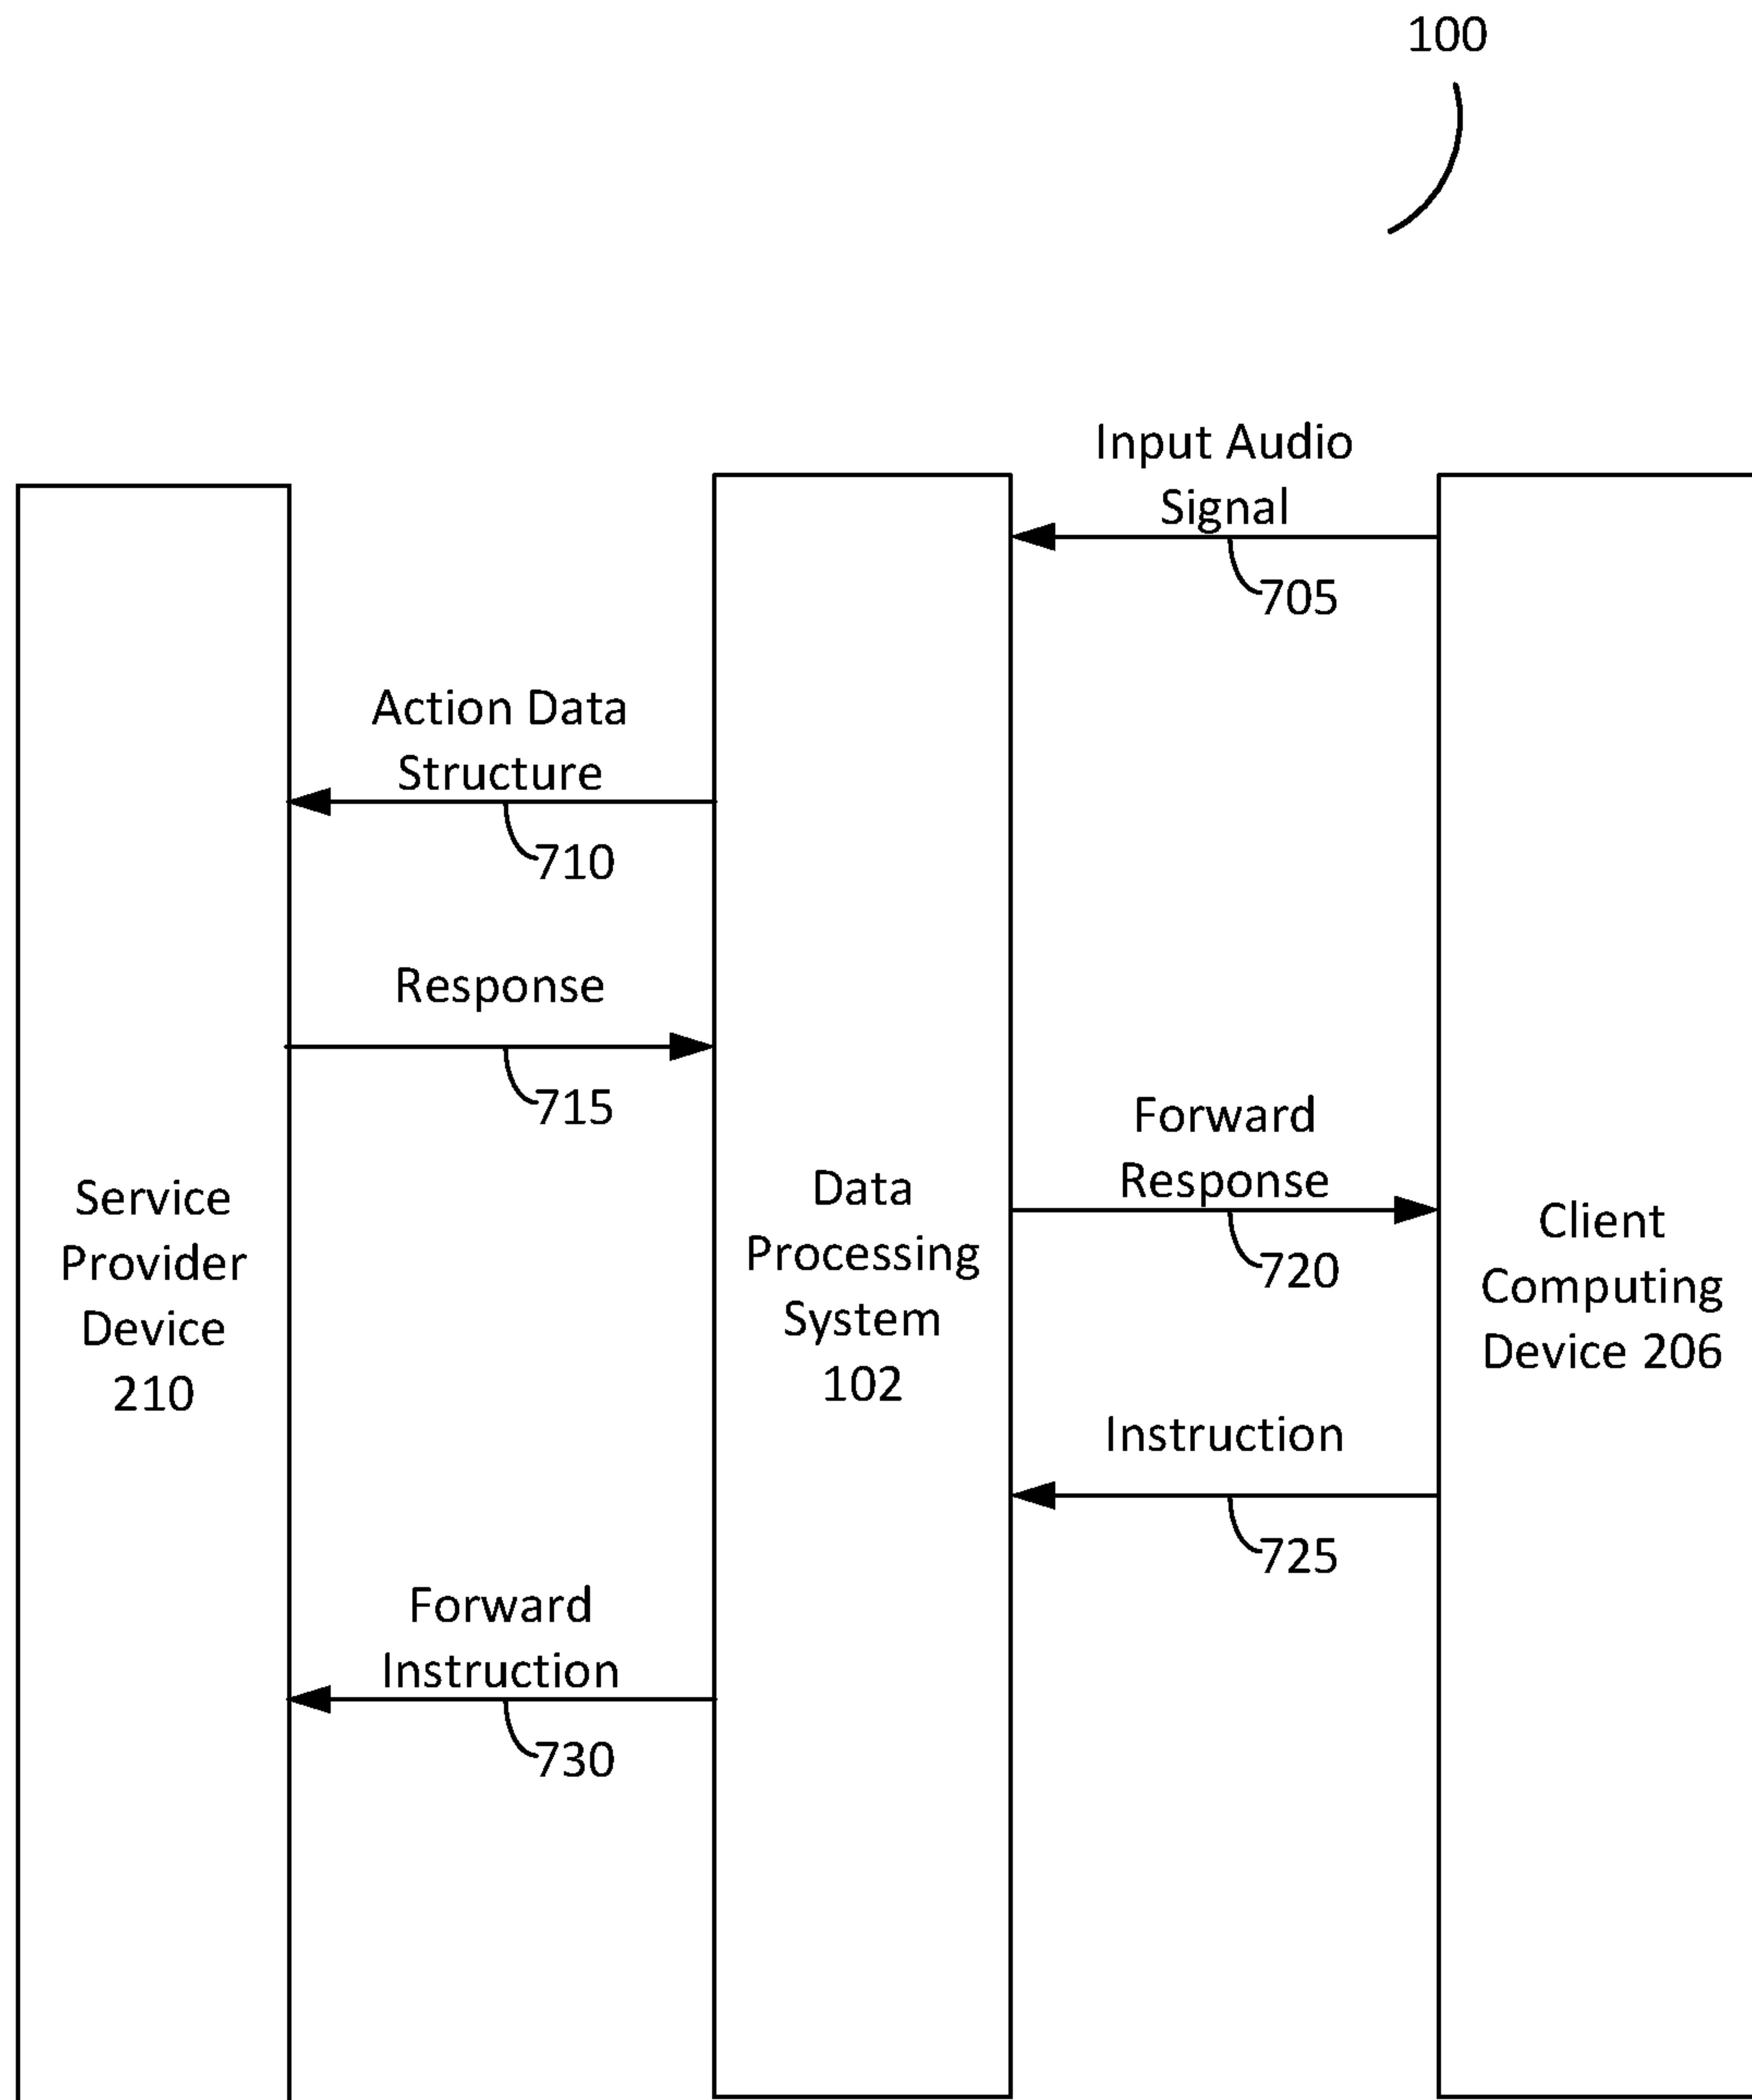 100
Input Audio
Signal
705
Action Data
Structure
710
Response
715
Forward
Response
720
Service
Provider
Device
210
Data
Processing
System
102
Client
Computing
Device 206
Instruction
725
Forward
Instruction
730